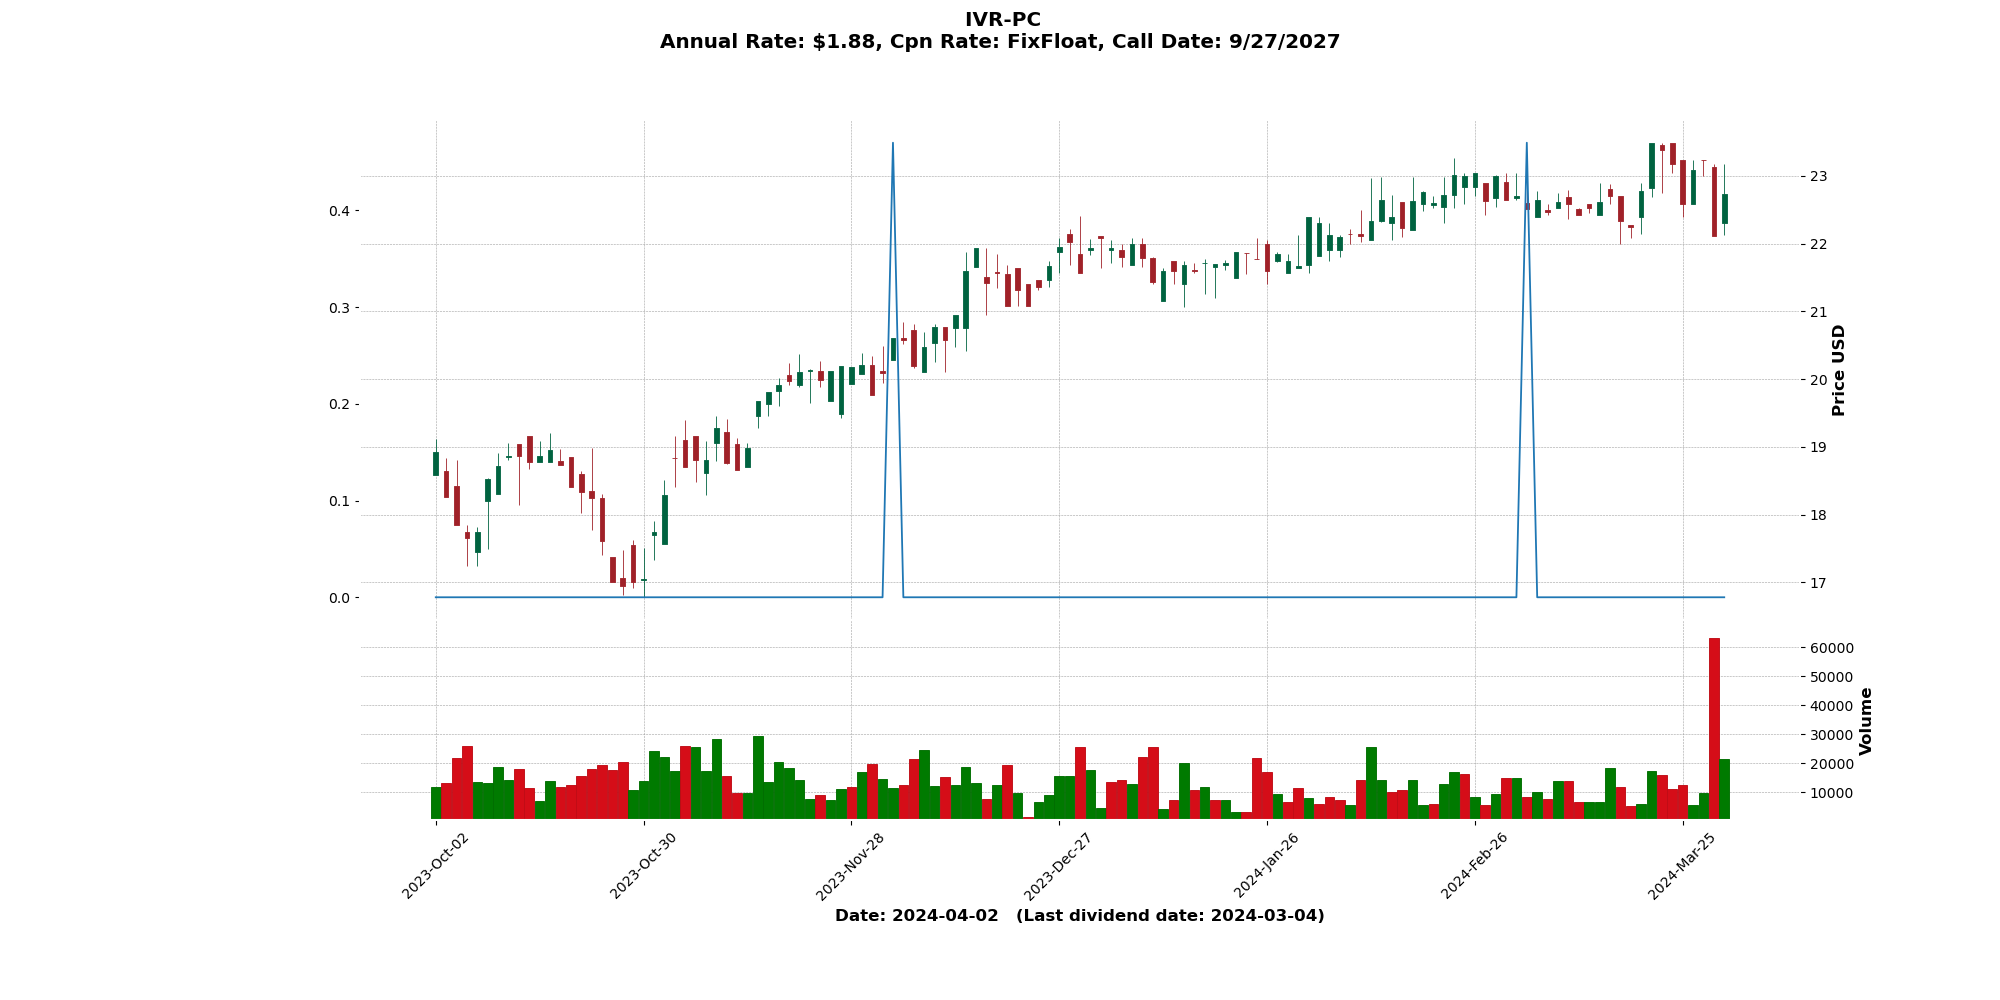 IVR-PC
Annual Rate: $1.88, Cpn Rate: FixFloat, Call Date: 9/27/2027
0.4
0.3
0.2
0.1
0.0
23
22
21
20
19
18
17
Price USD
60000
50000
40000
30000
20000
10000
Volume
2023-Oct-02
2023-Oct-30
2023-Nov-28
2023-Dec-27
2024-Jan-26
2024-Feb-26
2024-Mar-25
Date: 2024-04-02 (Last dividend date: 2024-03-04)